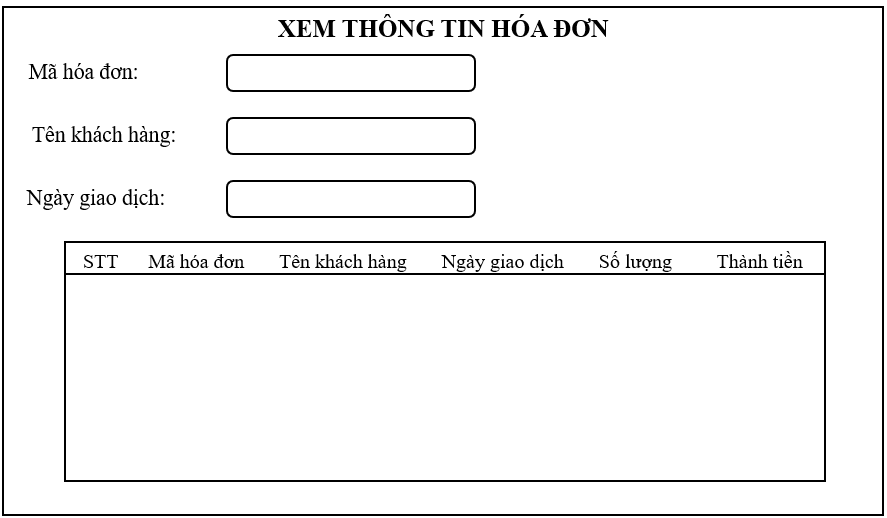 XEM THÔNG TIN HÓA ĐƠN
Mã hóa đơn:
Tên khách hàng:
Ngày giao dịch:
STT Mã hóa đơn Tên khách hàng Ngày giao dịch Số lượng Thành tiền